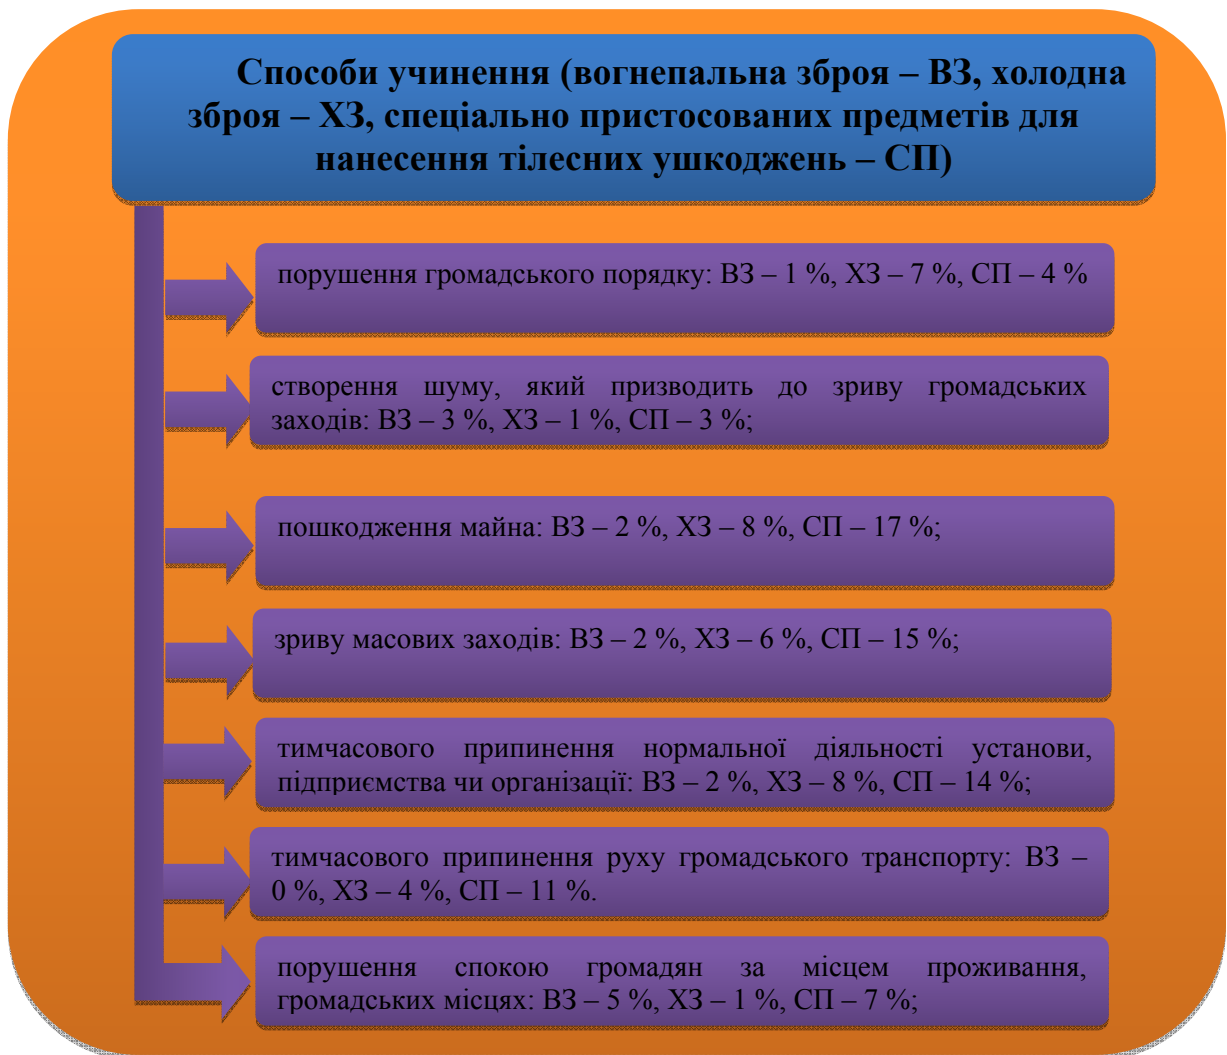 Способи учинення (вогнепальна зброя – ВЗ, холодна
зброя – ХЗ, спеціально пристосованих предметів для
нанесення тілесних ушкоджень – СП)
порушення громадського порядку: ВЗ – 1 %, ХЗ – 7 %, СП – 4 %
створення шуму, який призводить до зриву громадських
заходів: ВЗ – 3 %, ХЗ – 1 %, СП – 3 %;
пошкодження майна: ВЗ – 2 %, ХЗ – 8 %, СП – 17 %;
зриву масових заходів: ВЗ – 2 %, ХЗ – 6 %, СП – 15 %;
тимчасового припинення нормальної діяльності установи,
підприємства чи організації: ВЗ – 2 %, ХЗ – 8 %, СП – 14 %;
тимчасового припинення руху громадського транспорту: ВЗ –
0 %, ХЗ – 4 %, СП – 11 %.
порушення спокою громадян за місцем проживання,
громадських місцях: ВЗ – 5 %, ХЗ – 1 %, СП – 7 %;